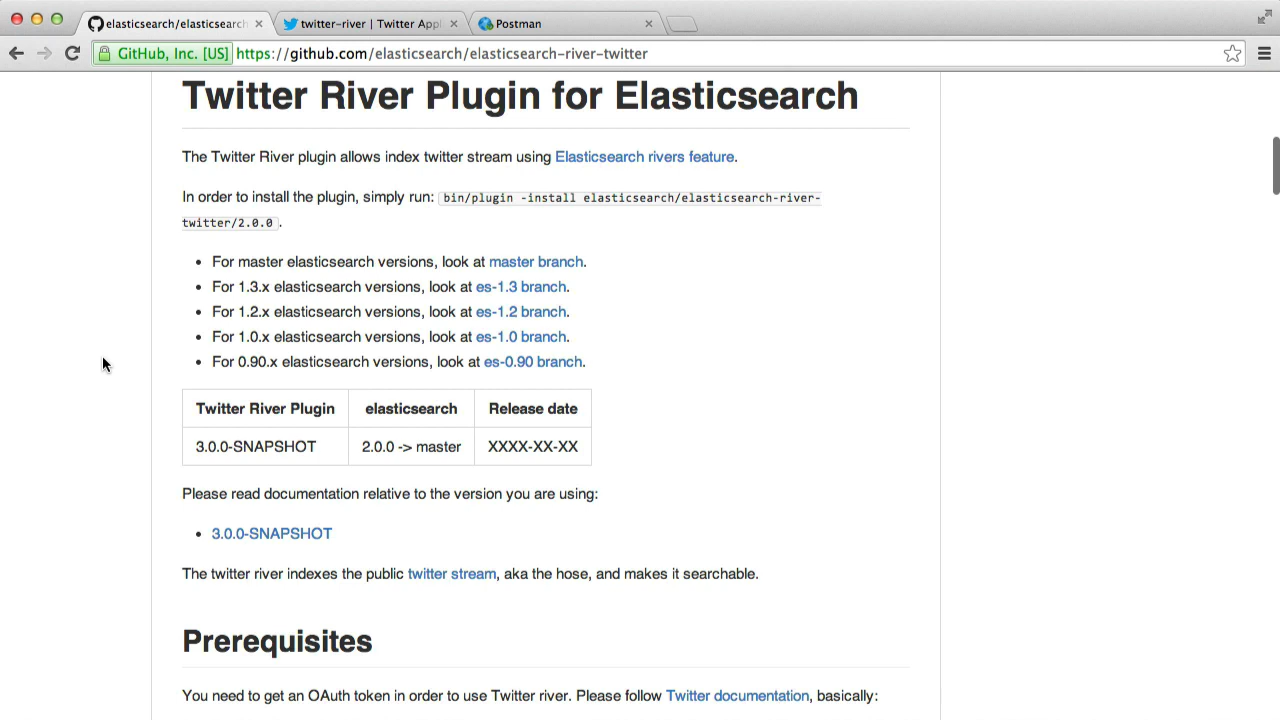 elasticsearch/elasticsearch
twitter-river | Twitter Appl
Postman
GitHub, Inc. [US] https://github.com/elasticsearch/elasticsearch-river-twitter
Twitter River Plugin for Elasticsearch
The Twitter River plugin allows index twitter stream using Elasticsearch rivers feature.
In order to install the plugin, simply run: bin/plugin -install elasticsearch/elasticsearch-river-
twitter/2.0.0.
• For master elasticsearch versions, look at master branch.
• For 1.3.x elasticsearch versions, look at es-1.3 branch.
• For 1.2.x elasticsearch versions, look at es-1.2 branch.
• For 1.0.x elasticsearch versions, look at es-1.0 branch.
• For 0.90.x elasticsearch versions, look at es-0.90 branch.
Twitter River Plugin elasticsearch Release date
3.0.0-SNAPSHOT 2.0.0 -> master XXXX-XX-XX
Please read documentation relative to the version you are using:
• 3.0.0-SNAPSHOT
The twitter river indexes the public twitter stream, aka the hose, and makes it searchable.
Prerequisites
You need to get an OAuth token in order to use Twitter river. Please follow Twitter documentation, basically: